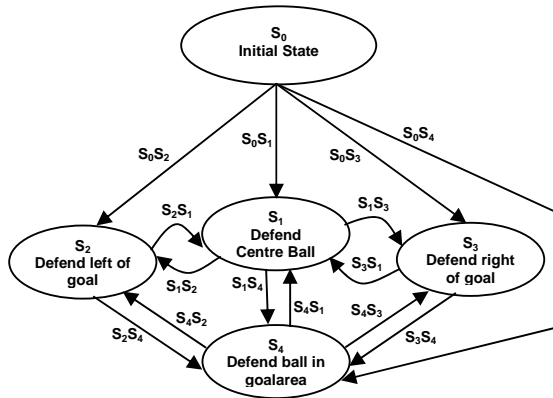 S₀
Initial State
S₀S₂
S₀S₁
S₀S₃
S₀S₄
S₂S₁
S₁S₃
S₁
Defend
Centre Ball
S₂
Defend left of
goal
S₃
Defend right
of goal
S₁S₂
S₃S₁
S₁S₄
S₄S₁
S₄S₂
S₄S₃
S₂S₄
S₃S₄
S₄
Defend ball in
goalarea